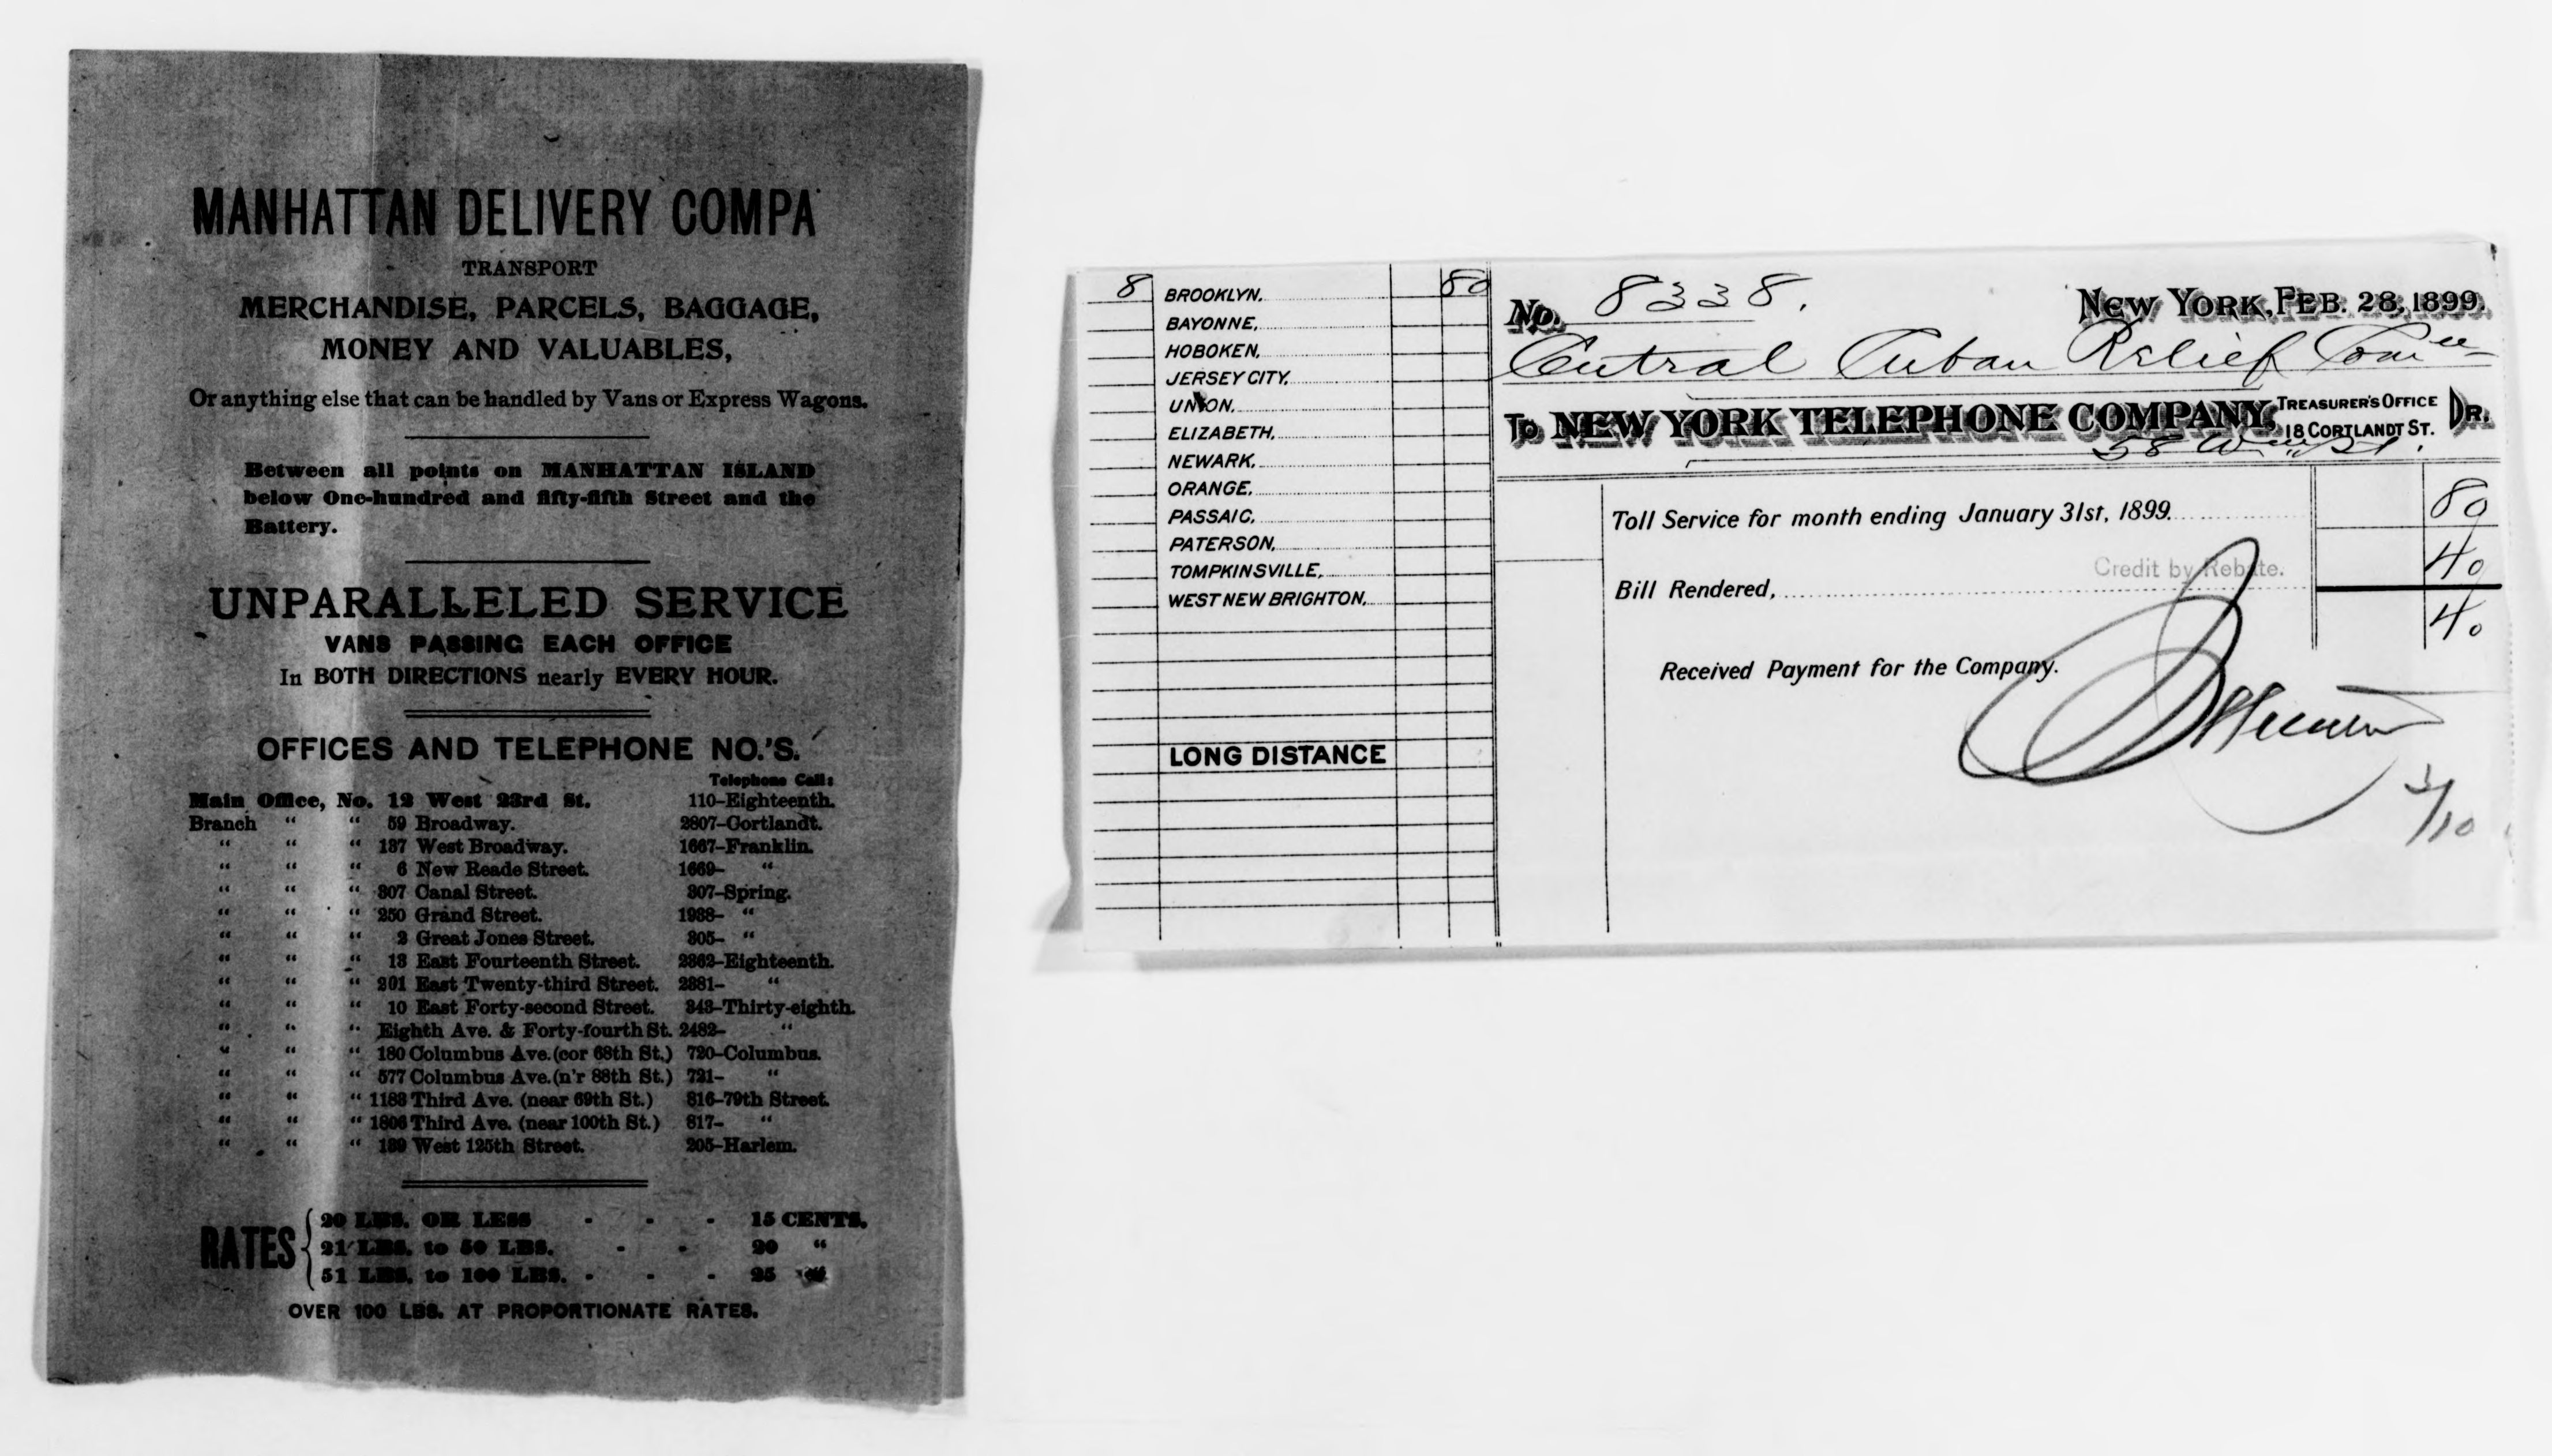 MANHATTAN DELIVERY COMPA
TRANSPORT
MERCHANDISE, PARCELS, BAGGAGE,
MONEY AND VALUABLES,
Or anything else that can be handled by Vans or Express Wagons.
Between all points on MANHATTAN ISLAND
below One-hundred and fifty-fifth Street and the
Battery.
UNPARALLELED SERVICE
VANS PASSING EACH OFFICE
In BOTH DIRECTIONS nearly EVERY HOUR.
OFFICES AND TELEPHONE NO.'S.
Telephone Call:
Main Office, No. 12 West 23rd St. 110-Eighteenth.
Branch " " 59 Broadway. 2807-Cortlandt.
" " " 137 West Broadway. 1667-Franklin.
" " " 6 New Reade Street. 1669- "
" " " 307 Canal Street. 307-Spring.
" " " 250 Grand Street. 1938- "
" " " 2 Great Jones Street. 305- "
" " " 13 East Fourteenth Street. 2362-Eighteenth.
" " " 201 East Twenty-third Street. 2381- "
" " " 10 East Forty-second Street. 343-Thirty-eighth.
" " " Eighth Ave. & Forty-fourth St. 2482- "
" " " 180 Columbus Ave. (cor 68th St.) 720-Columbus.
" " " 577 Columbus Ave. (n'r 88th St.) 721- "
" " " 1188 Third Ave. (near 69th St.) 816-79th Street.
" " " 1806 Third Ave. (near 100th St.) 817- "
" " " 139 West 125th Street. 205-Harlem.
RATES
20 LBS. OR LESS - - - 15 CENTS.
21 LBS. to 50 LBS. - - 20 "
51 LBS. to 100 LBS. - - - 25 "
OVER 100 LBS. AT PROPORTIONATE RATES.
8 BROOKLYN, 80
BAYONNE,
HOBOKEN,
JERSEY CITY,
UNION,
ELIZABETH,
NEWARK,
ORANGE,
PASSAIC,
PATERSON,
TOMPKINSVILLE,
WEST NEW BRIGHTON,
LONG DISTANCE
No. 8338. NEW YORK, FEB. 28, 1899.
Central Cuban Relief Com ee
To NEW YORK TELEPHONE COMPANY, TREASURER'S OFFICE 18 CORTLANDT ST. DR.
58 Wm St.
Toll Service for month ending January 31st, 1899. 80
Credit by Rebate. 40
Bill Rendered, 40
Received Payment for the Company.
3/10